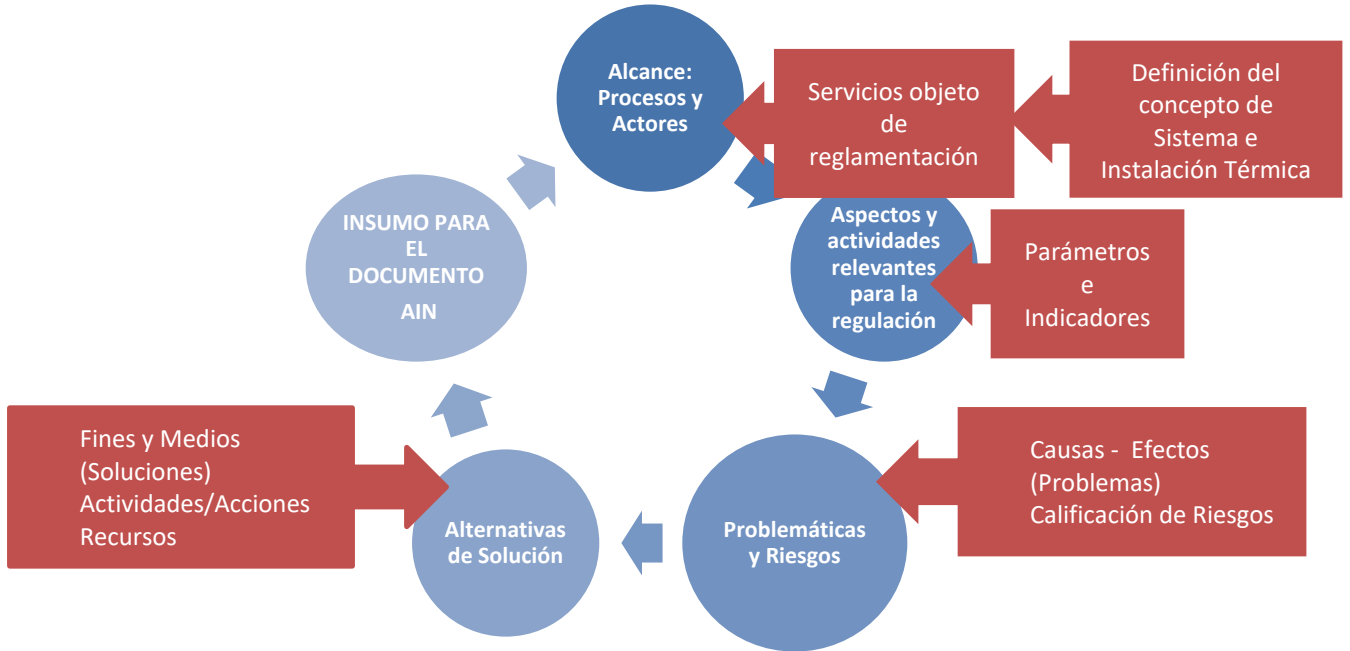 Alcance:
Procesos y
Actores
Servicios objeto
de
reglamentación
Definición del
concepto de
Sistema e
Instalación Térmica
Aspectos y
actividades
relevantes
para la
regulación
Parámetros
e
Indicadores
Problemáticas
y Riesgos
Causas - Efectos
(Problemas)
Calificación de Riesgos
Alternativas
de Solución
Fines y Medios
(Soluciones)
Actividades/Acciones
Recursos
INSUMO PARA
EL
DOCUMENTO
AIN